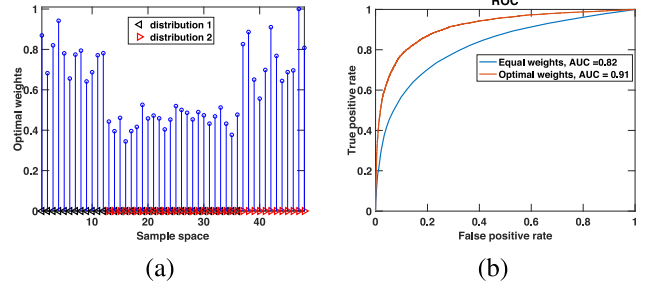 ROC
1
0.8
0.6
0.4
0.2
0
Optimal weights
distribution 1
distribution 2
10
20
30
40
Sample space
1
0.8
0.6
0.4
0.2
0
True positive rate
Equal weights, AUC =0.82
Optimal weights, AUC = 0.91
0
0.2
0.4
0.6
0.8
1
False positive rate
(a)
(b)